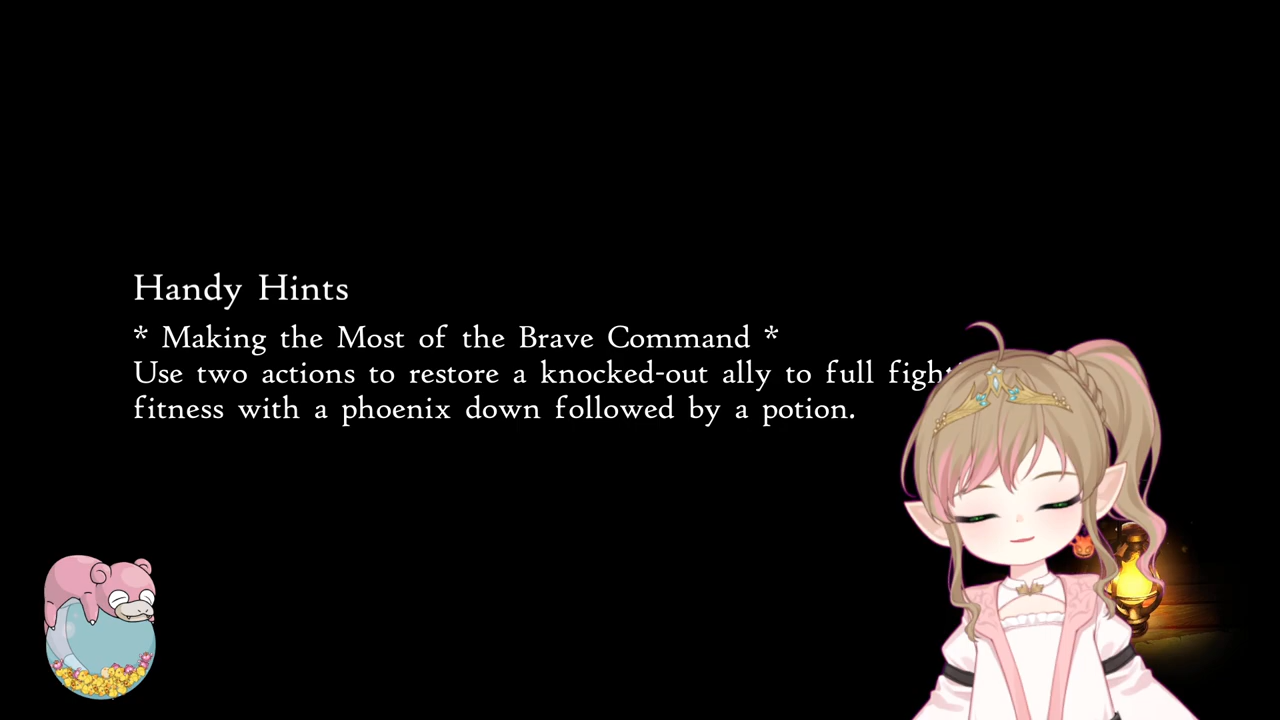 Handy Hints
* Making the Most of the Brave Command *
Use two actions to restore a knocked-out ally to full
fitness with a phoenix down followed by a potion.